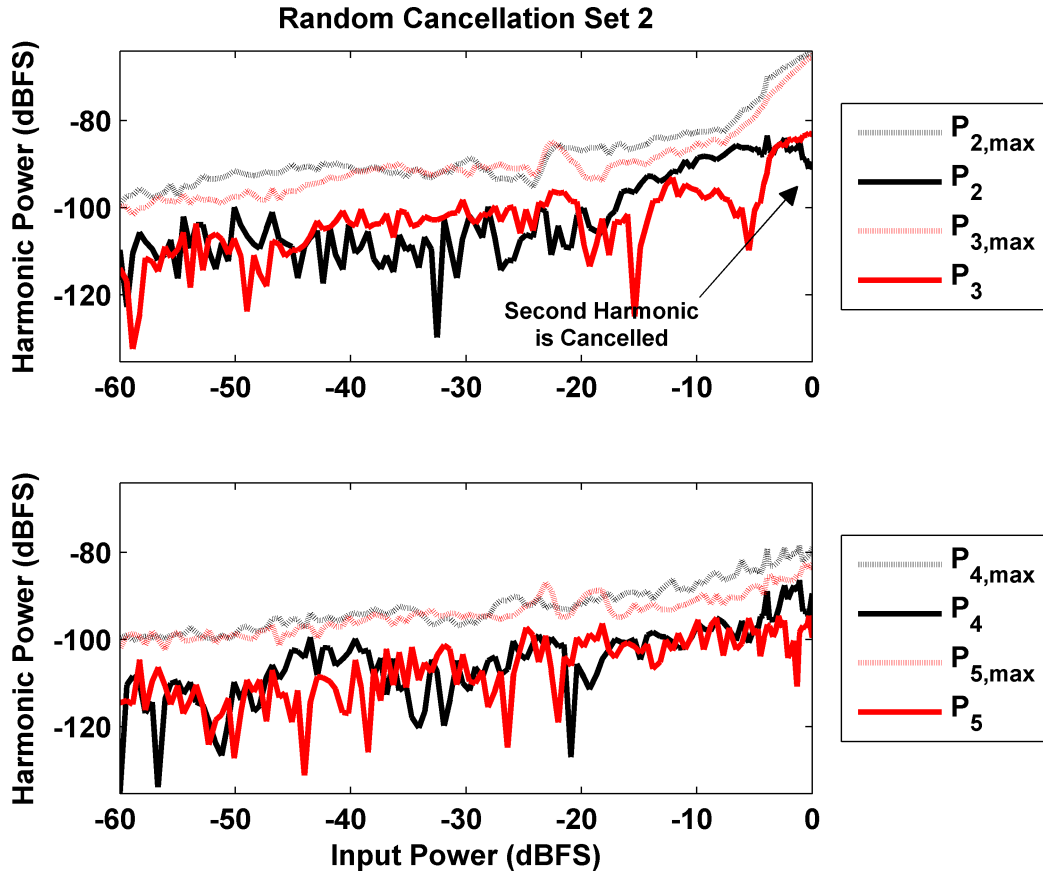 Random Cancellation Set 2
Harmonic Power (dBFS)
-80
-100
-120
-60 -50 -40 -30 -20 -10 0
Second Harmonic
is Cancelled
P2,max
P2
P3,max
P3
Harmonic Power (dBFS)
-80
-100
-120
-60 -50 -40 -30 -20 -10 0
Input Power (dBFS)
P4,max
P4
P5,max
P5